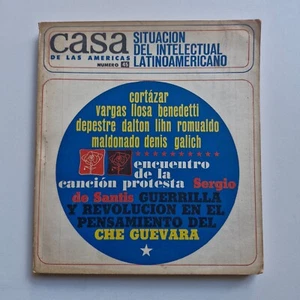 casa
DE LAS AMERICAS
NUMERO 45
SITUACION
DEL INTELECTUAL
LATINOAMERICANO
cortázar
vargas llosa benedetti
depestre dalton lihn romualdo
maldonado denis galich
encuentro
de la
canción protesta Sergio
de Santis GUERRILLA
Y REVOLUCION EN EL
PENSAMIENTO DEL
CHE GUEVARA